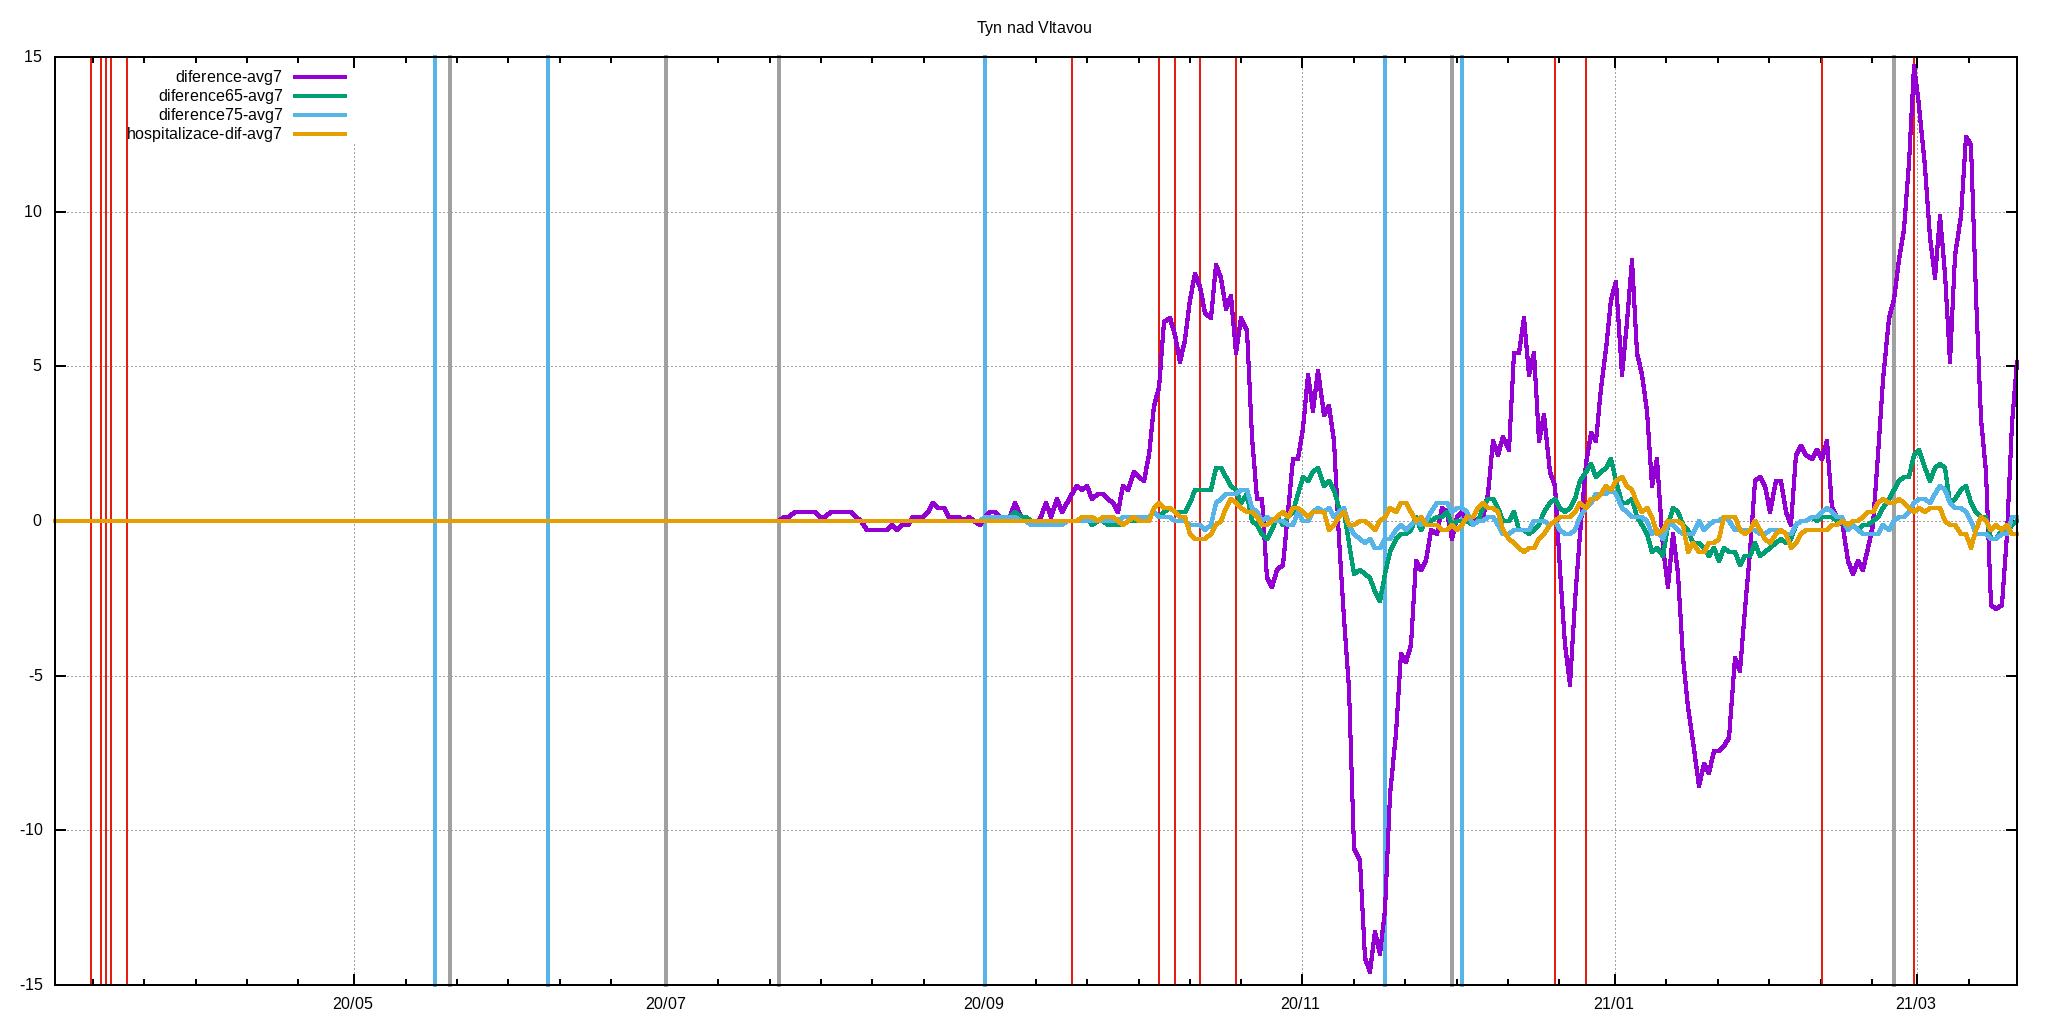 Tyn nad Vltavou
15
10
5
0
-5
-10
-15
diference-avg7
diference65-avg7
diference75-avg7
hospitalizace-dif-avg7
20/05
20/07
20/09
20/11
21/01
21/03